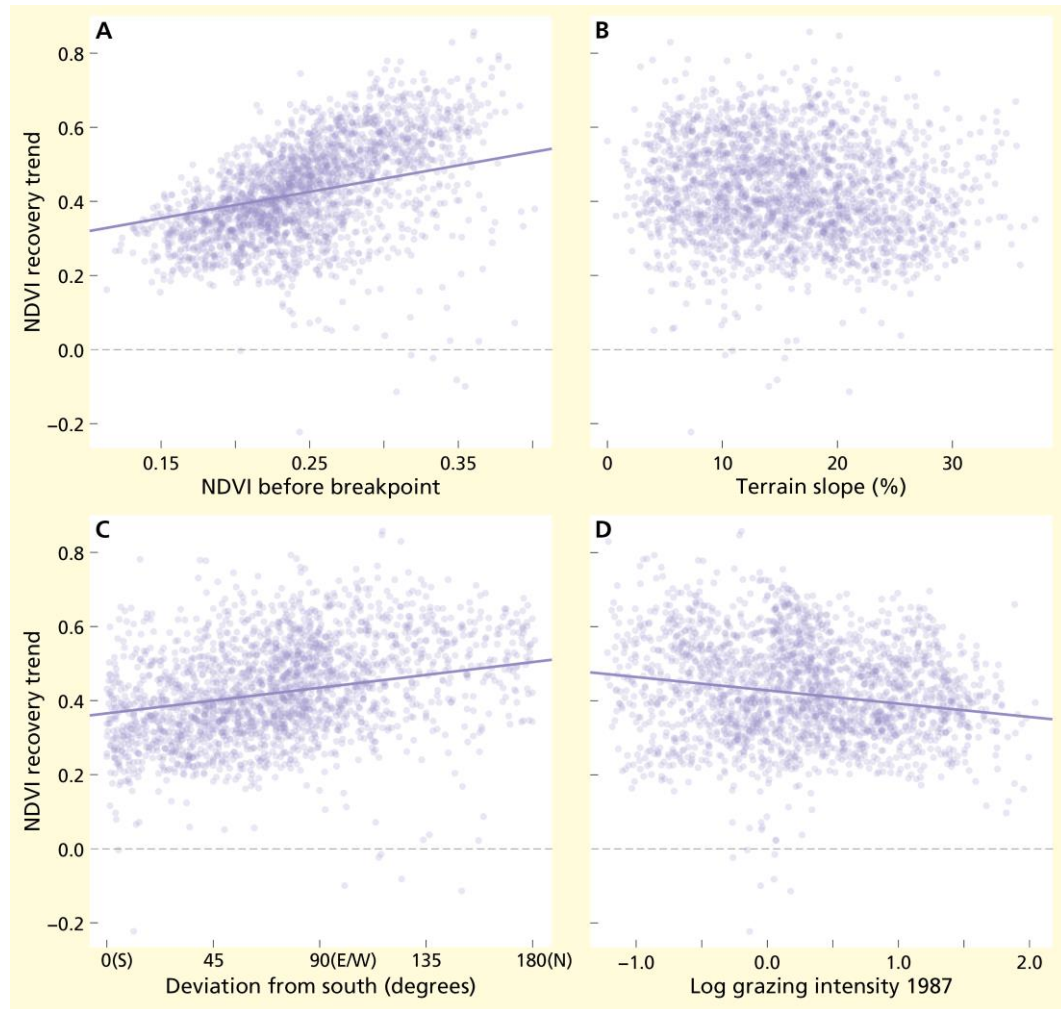 A
B
0.8
0.6
0.4
0.2
0.0
−0.2
NDVI recovery trend
0.15
0.25
0.35
NDVI before breakpoint
0
10
20
30
Terrain slope (%)
C
D
0.8
0.6
0.4
0.2
0.0
−0.2
NDVI recovery trend
0(S)
45
90(E/W)
135
180(N)
Deviation from south (degrees)
−1.0
0.0
1.0
2.0
Log grazing intensity 1987